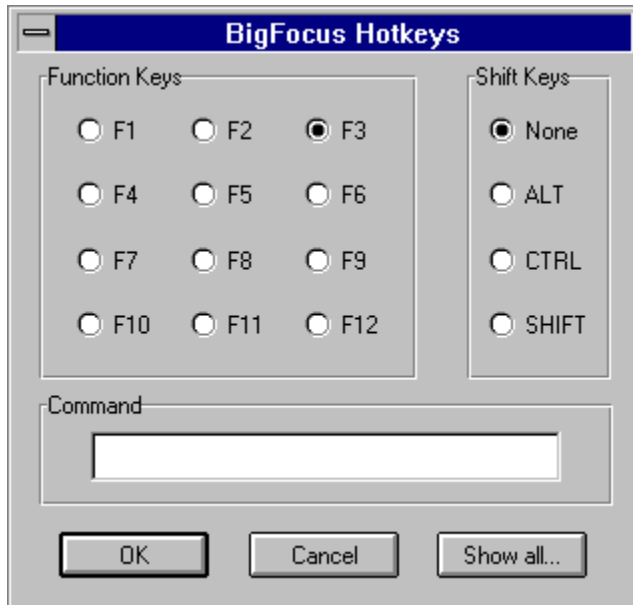 BigFocus Hotkeys
Function Keys
Shift Keys
F1 F2 F3
None
F4 F5 F6
ALT
F7 F8 F9
CTRL
F10 F11 F12
SHIFT
Command
OK Cancel Show all...